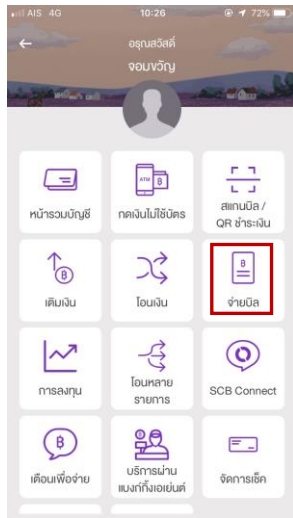 AIS 4G 10:26 72%
อรุณสวัสดิ์
จอมขวัญ
หน้ารวมบัญชี
ATM ฿
กดเงินไม่ใช้บัตร
สแกนบิล /
QR ชำระเงิน
฿
เติมเงิน
โอนเงิน
฿
จ่ายบิล
การลงทุน
โอนหลาย
รายการ
SCB Connect
฿
เตือนเพื่อจ่าย
บริการผ่าน
แบงก์กิ้งเอเย่นต์
จัดการเช็ค